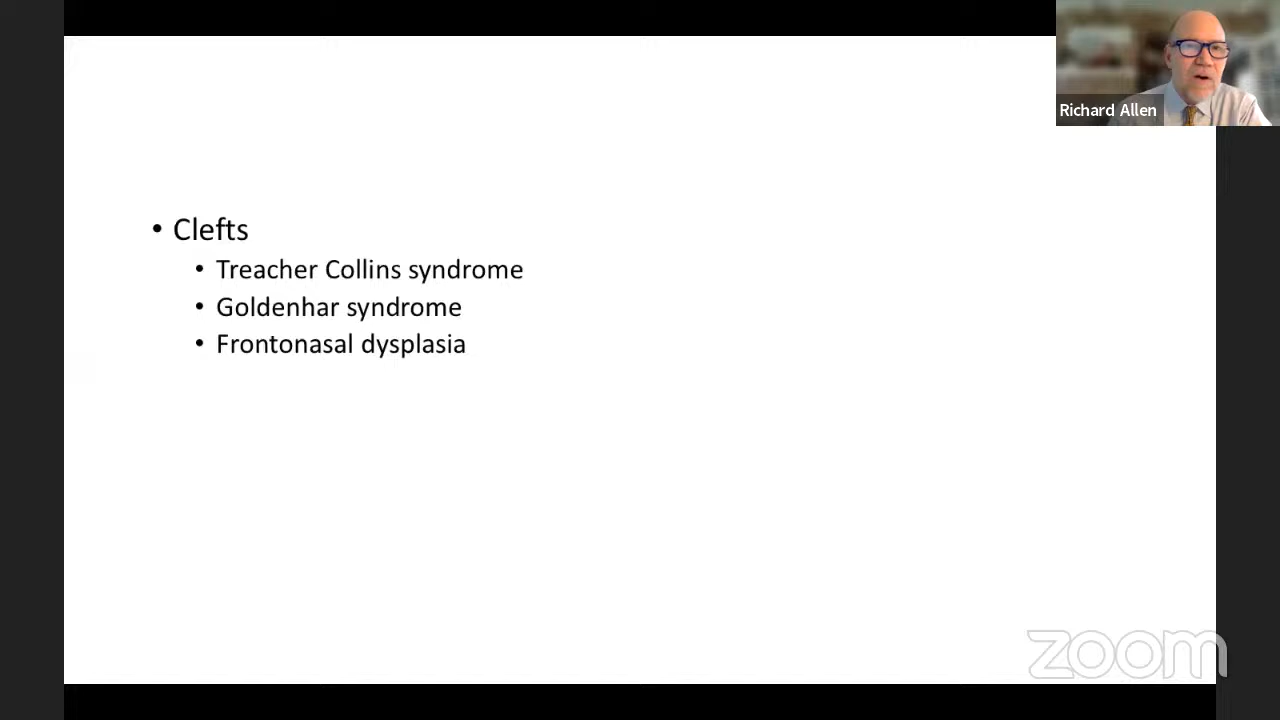 Richard Allen
• Clefts
• Treacher Collins syndrome
• Goldenhar syndrome
• Frontonasal dysplasia
zoom